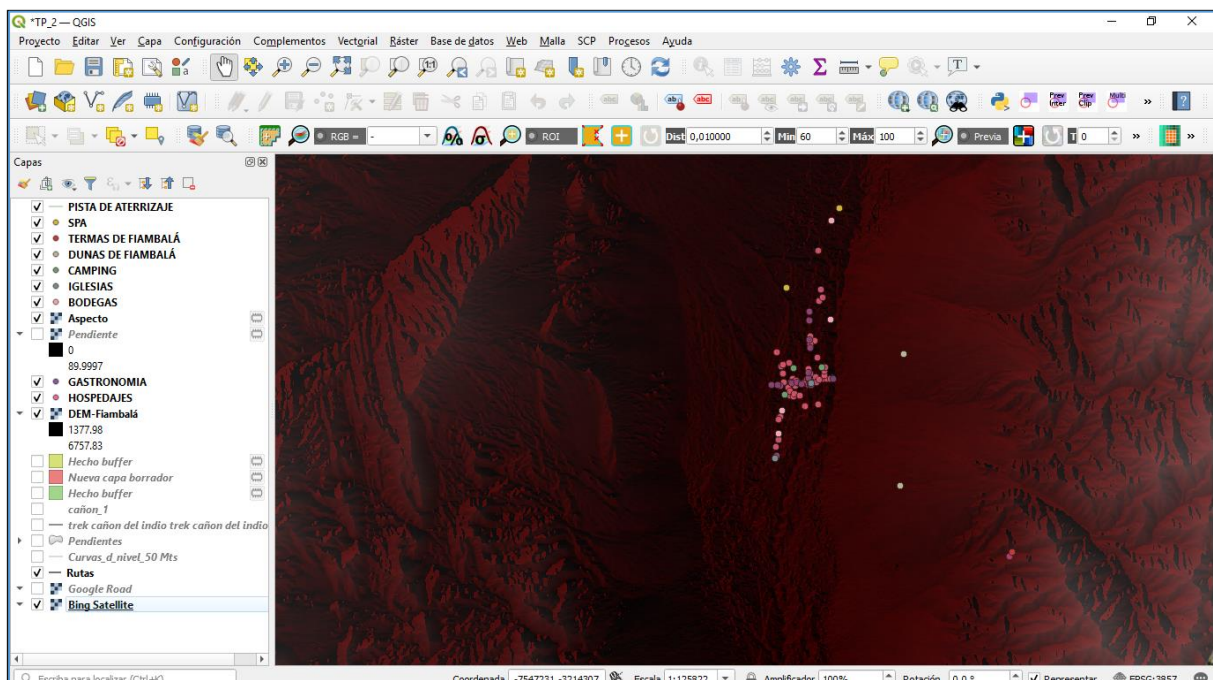 *TP_2 — QGIS
Proyecto Editar Ver Capa Configuración Complementos Vectorial Ráster Base de datos Web Malla SCP Procesos Ayuda
RGB = - ROI Dist 0,010000 Mín 60 Máx 100 Previa T 0
Capas
PISTA DE ATERRIZAJE
SPA
TERMAS DE FIAMBALÁ
DUNAS DE FIAMBALÁ
CAMPING
IGLESIAS
BODEGAS
Aspecto
Pendiente
0
89.9997
GASTRONOMIA
HOSPEDAJES
DEM-Fiambalá
1377.98
6757.83
Hecho buffer
Nueva capa borrador
Hecho buffer
cañon_1
trek cañon del indio trek cañon del indio
Pendientes
Curvas_d_nivel_50 Mts
Rutas
Google Road
Bing Satellite
Escriba para localizar (Ctrl+K) Coordenada -7547231,-3214307 Escala 1:125822 Amplificador 100% Rotación 0,0 ° Representar EPSG:3857